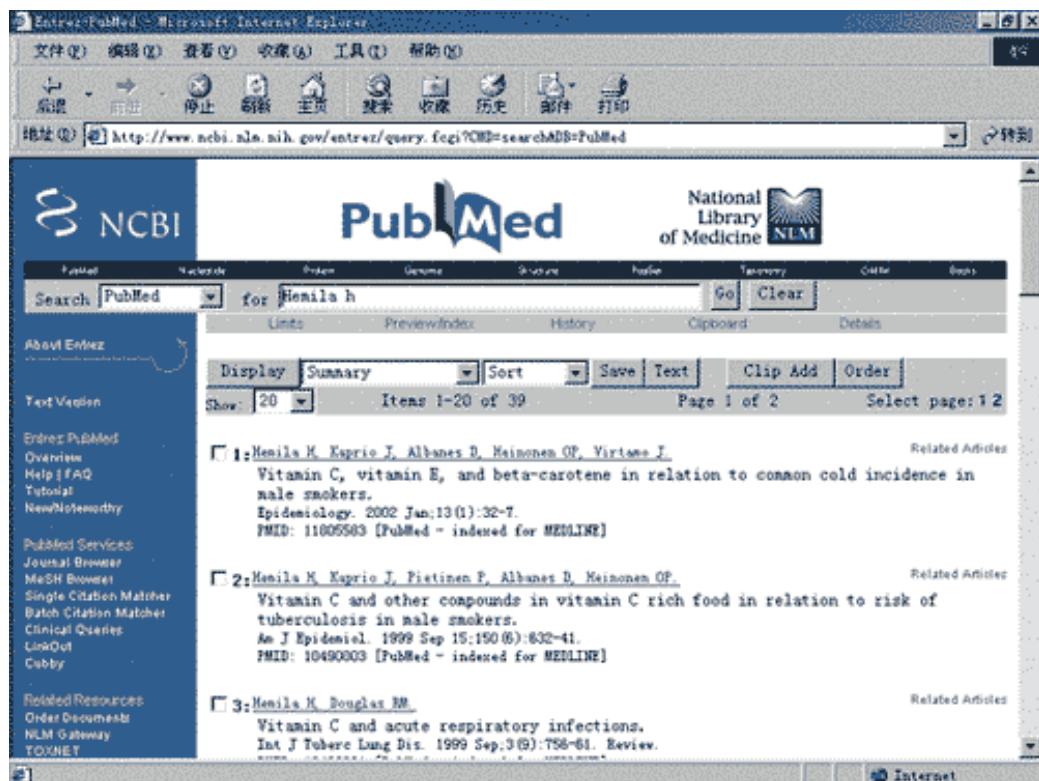 Entrez-PubMed - Microsoft Internet Explorer
文件(F) 编辑(E) 查看(V) 收藏(A) 工具(T) 帮助(H)
后退 前进 停止 刷新 主页 搜索 收藏 历史 邮件 打印
地址(D) http://www.ncbi.nlm.nih.gov/entrez/query.fcgi?CMD=search&DB=PubMed 转到
NCBI
PubMed
National
Library
of Medicine NLM
PubMed Nucleotide Protein Genome Structure PopSet Taxonomy OMIM Books
Search PubMed for Hemila h Go Clear
Limits Preview/Index History Clipboard Details
About Entrez
Display Summary Sort Save Text Clip Add Order
Show: 20 Items 1-20 of 39 Page 1 of 2 Select page: 1 2
Text Version
Entrez PubMed
Overview
Help | FAQ
Tutorial
New/Noteworthy
PubMed Services
Journal Browser
MeSH Browser
Single Citation Matcher
Batch Citation Matcher
Clinical Queries
LinkOut
Cubby
Related Resources
Order Documents
NLM Gateway
TOXNET
1: Hemila H, Kaprio J, Albanes D, Heinonen OP, Virtamo J. Related Articles
Vitamin C, vitamin E, and beta-carotene in relation to common cold incidence in
male smokers.
Epidemiology. 2002 Jan;13(1):32-7.
PMID: 11805583 [PubMed - indexed for MEDLINE]
2: Hemila H, Kaprio J, Pietinen P, Albanes D, Heinonen OP. Related Articles
Vitamin C and other compounds in vitamin C rich food in relation to risk of
tuberculosis in male smokers.
Am J Epidemiol. 1999 Sep 15;150(6):632-41.
PMID: 10490003 [PubMed - indexed for MEDLINE]
3: Hemila H, Douglas RM. Related Articles
Vitamin C and acute respiratory infections.
Int J Tuberc Lung Dis. 1999 Sep;3(9):756-61. Review.
Internet